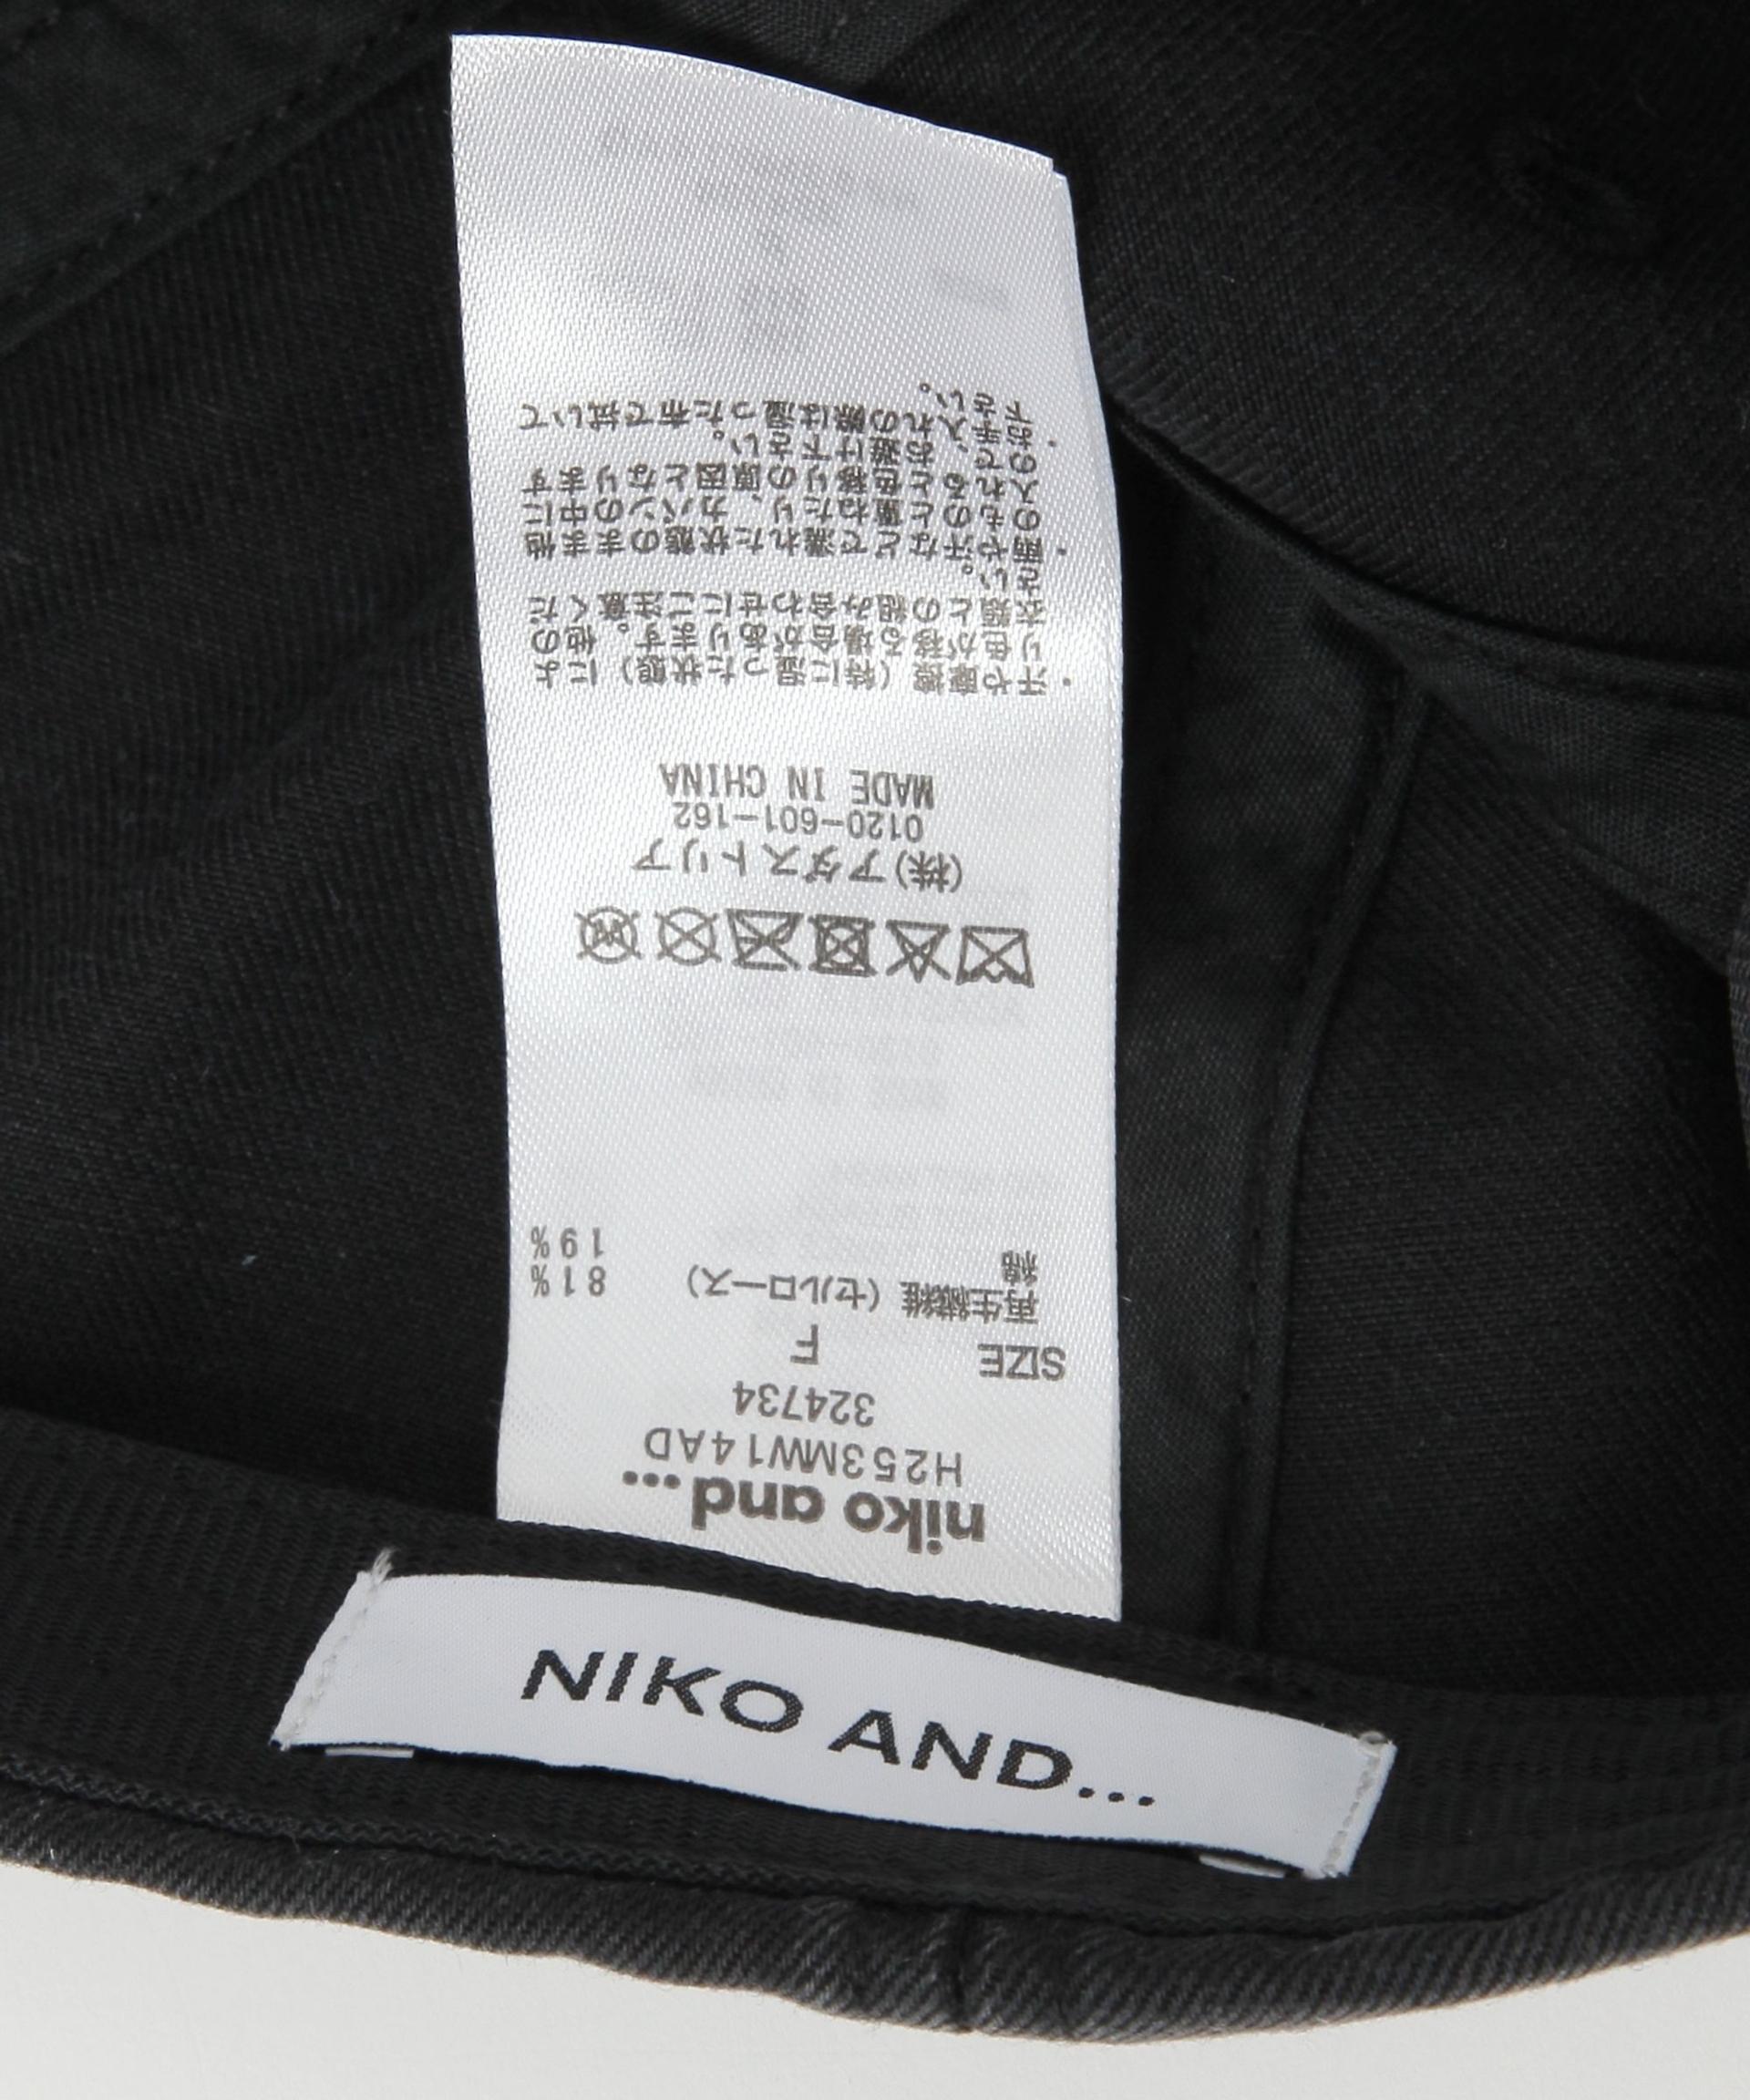 niko and...
H253MW14AD
324734
SIZE F
再生繊維(セルロース) 81%
綿 19%
(株)アダストリア
0120-601-162
MADE IN CHINA
・汗や摩擦(特に湿った状態)によ
り色が移る場合があります。他の
衣類との組み合わせにご注意くだ
さい。
・雨や汗などで濡れた状態のまま他
のものと重ねたり、カバンの中に
入れると色移りの原因となります
ので、お避け下さい。
・お手入れの際は湿った布で拭いて
下さい。
NIKO AND...